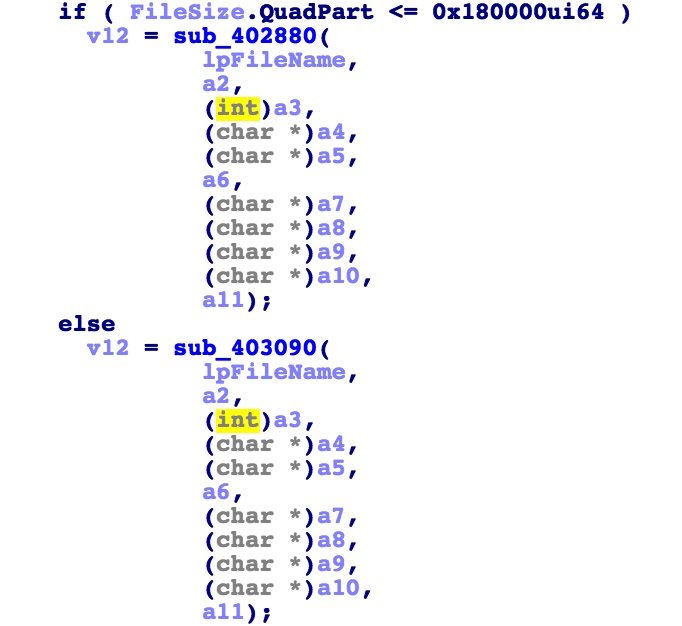 if ( FileSize.QuadPart <= 0x180000ui64 )
v12 = sub_402880(
lpFileName,
a2,
(int)a3,
(char *)a4,
(char *)a5,
a6,
(char *)a7,
(char *)a8,
(char *)a9,
(char *)a10,
a11);
else
v12 = sub_403090(
lpFileName,
a2,
(int)a3,
(char *)a4,
(char *)a5,
a6,
(char *)a7,
(char *)a8,
(char *)a9,
(char *)a10,
a11);